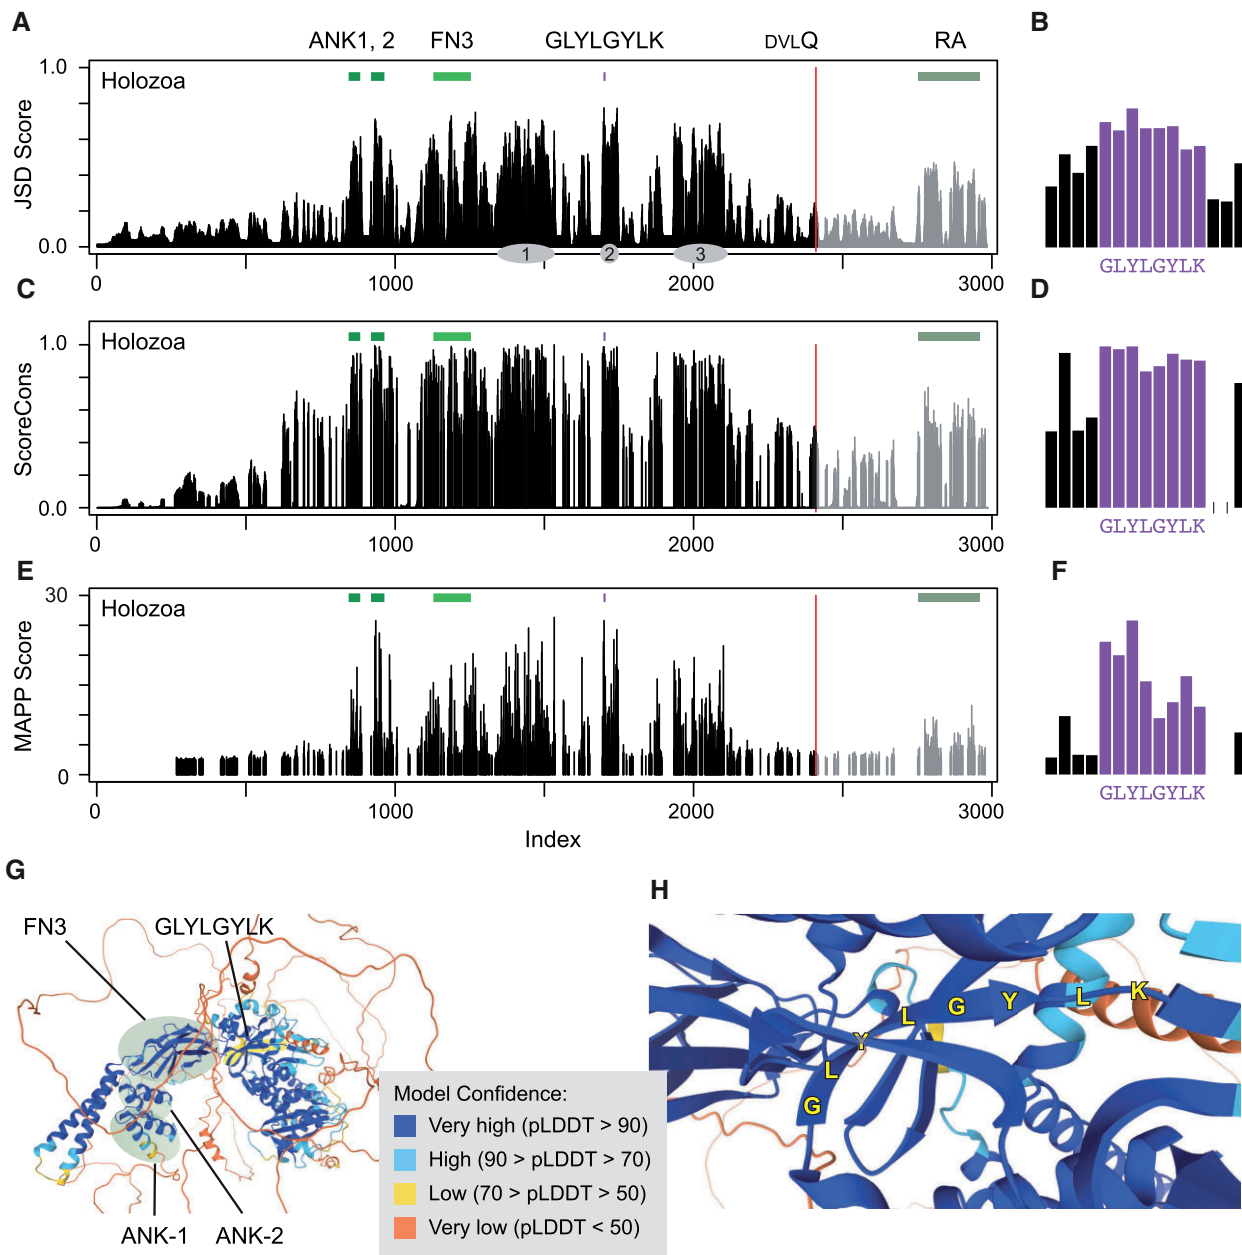 A
B
ANK1, 2
FN3
GLYLGYLK
DVLQ
RA
1.0
Holozoa
JSD Score
0.0
1
2
3
0
1000
2000
3000
GLYLGYLK
C
D
1.0
Holozoa
ScoreCons
0.0
0
1000
2000
3000
GLYLGYLK
E
F
30
Holozoa
MAPP Score
0
0
1000
2000
3000
Index
GLYLGYLK
G
H
FN3
GLYLGYLK
ANK-1
ANK-2
Model Confidence:
Very high (pLDDT > 90)
High (90 > pLDDT > 70)
Low (70 > pLDDT > 50)
Very low (pLDDT < 50)
G
L
Y
L
G
Y
L
K